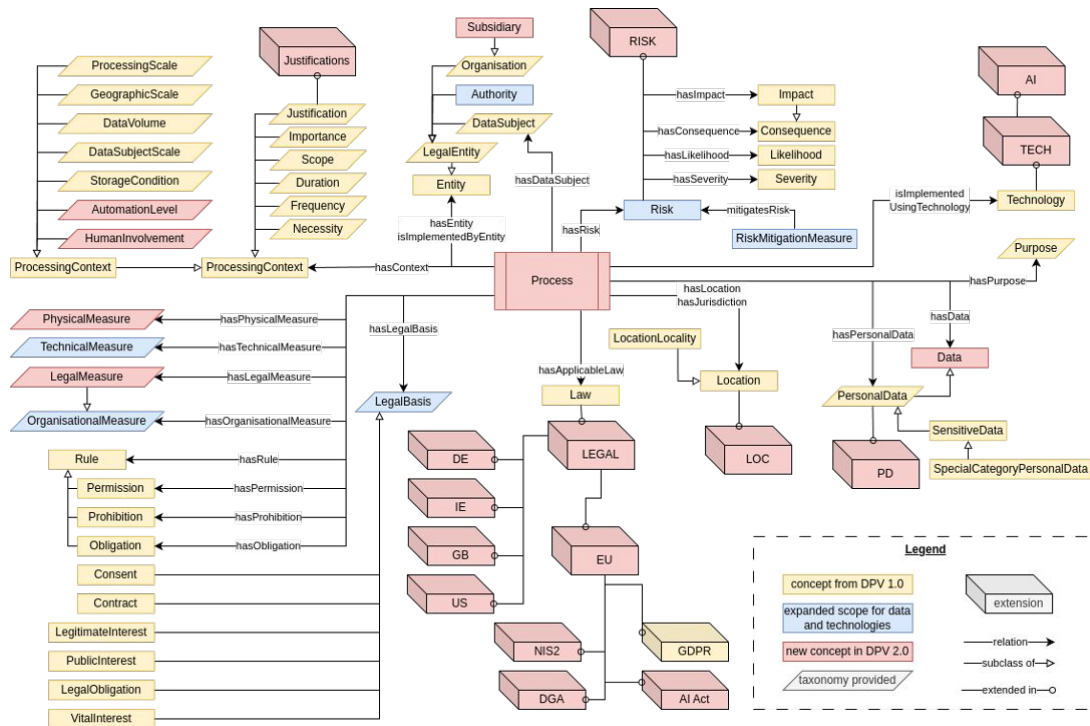 Subsidiary
RISK
ProcessingScale
Justifications
Organisation
AI
GeographicScale
Authority
hasImpact
Impact
DataVolume
Justification
DataSubject
Importance
hasConsequence
Consequence
TECH
DataSubjectScale
Scope
LegalEntity
hasLikelihood
Likelihood
StorageCondition
Duration
Entity
hasDataSubject
hasSeverity
Severity
isImplemented
UsingTechnology
Technology
AutomationLevel
Frequency
hasEntity
isImplementedByEntity
Risk
mitigatesRisk
HumanInvolvement
Necessity
hasRisk
RiskMitigationMeasure
Purpose
ProcessingContext
ProcessingContext
hasContext
Process
hasPurpose
hasLocation
hasJurisdiction
PhysicalMeasure
hasPhysicalMeasure
hasLegalBasis
hasData
TechnicalMeasure
hasTechnicalMeasure
LocationLocality
hasPersonalData
Data
LegalMeasure
hasLegalMeasure
hasApplicableLaw
Location
Law
LegalBasis
PersonalData
OrganisationalMeasure
hasOrganisationalMeasure
SensitiveData
Rule
hasRule
DE
LEGAL
LOC
PD
SpecialCategoryPersonalData
Permission
hasPermission
IE
Prohibition
hasProhibition
Obligation
hasObligation
GB
EU
Consent
Contract
US
LegitimateInterest
NIS2
GDPR
PublicInterest
LegalObligation
DGA
AI Act
VitalInterest
Legend
concept from DPV 1.0
extension
expanded scope for data
and technologies
relation
new concept in DPV 2.0
subclass of
taxonomy provided
extended in